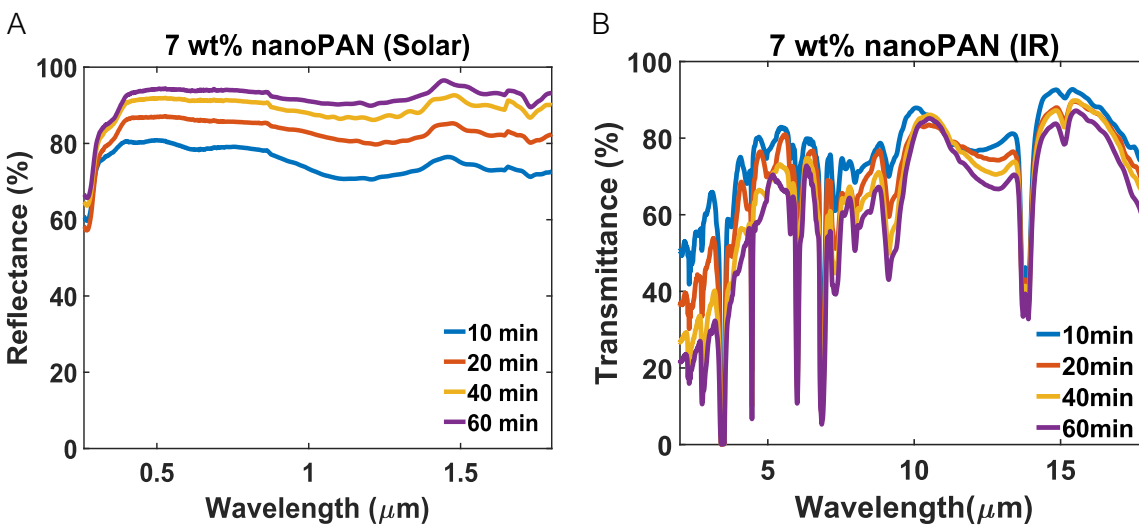 A
7 wt% nanoPAN (Solar)
Reflectance (%)
100
80
60
40
20
0
0.5
1
1.5
Wavelength (μm)
10 min
20 min
40 min
60 min
B
7 wt% nanoPAN (IR)
Transmittance (%)
100
80
60
40
20
0
5
10
15
Wavelength(μm)
10min
20min
40min
60min